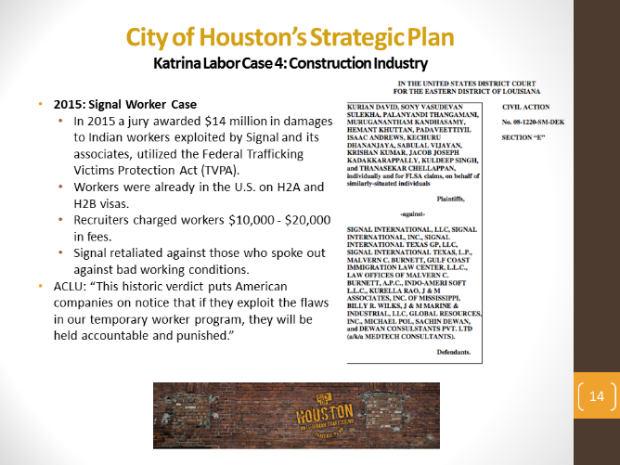 City of Houston's Strategic Plan
Katrina Labor Case 4: Construction Industry
• 2015: Signal Worker Case
• In 2015 a jury awarded $14 million in damages
to Indian workers exploited by Signal and its
associates, utilized the Federal Trafficking
Victims Protection Act (TVPA).
• Workers were already in the U.S. on H2A and
H2B visas.
• Recruiters charged workers $10,000 - $20,000
in fees.
• Signal retaliated against those who spoke out
against bad working conditions.
• ACLU: "This historic verdict puts American
companies on notice that if they exploit the flaws
in our temporary worker program, they will be
held accountable and punished."
IN THE UNITED STATES DISTRICT COURT
FOR THE EASTERN DISTRICT OF LOUISIANA
KURIAN DAVID, SONY VASUDEVAN
SULEKHA, PALANYANDI THANGAMANI,
MURUGANANTHAM KANDHASAMY,
HEMANT KHUTTAN, PADAVEETTIYIL
ISAAC ANDREWS, KECHURU
DHANANJAYA, SABULAL VIJAYAN,
KRISHAN KUMAR, JACOB JOSEPH
KADAKKARAPPALLY, KULDEEP SINGH,
and THANASEKAR CHELLAPPAN,
individually and for FLSA claims, on behalf of
similarly-situated individuals
Plaintiffs,
-against-
SIGNAL INTERNATIONAL, LLC, SIGNAL
INTERNATIONAL, INC., SIGNAL
INTERNATIONAL TEXAS GP, LLC,
SIGNAL INTERNATIONAL TEXAS, L.P.,
MALVERN C. BURNETT, GULF COAST
IMMIGRATION LAW CENTER, L.L.C.,
LAW OFFICES OF MALVERN C.
BURNETT, A.P.C., INDO-AMERI SOFT
L.L.C., KURELLA RAO, J & M
ASSOCIATES, INC. OF MISSISSIPPI,
BILLY R. WILKS, J & M MARINE &
INDUSTRIAL, LLC, GLOBAL RESOURCES,
INC., MICHAEL POL, SACHIN DEWAN,
and DEWAN CONSULSTANTS PVT. LTD
(a/k/a MEDTECH CONSULTANTS).
Defendants.
CIVIL ACTION
No. 08-1220-SM-DEK
SECTION "E"
14
HOUSTON